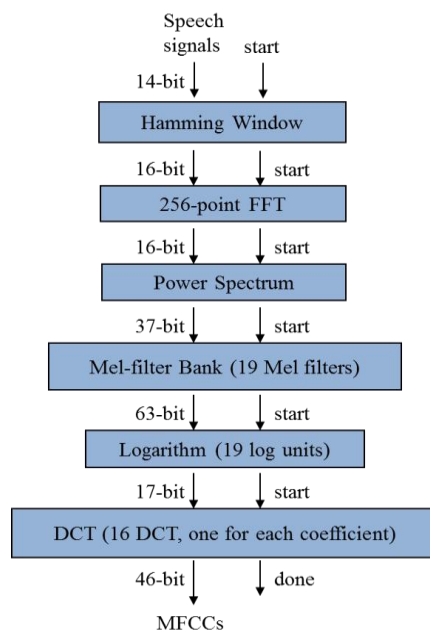 Speech
signals start
14-bit
Hamming Window
16-bit start
256-point FFT
16-bit start
Power Spectrum
37-bit start
Mel-filter Bank (19 Mel filters)
63-bit start
Logarithm (19 log units)
17-bit start
DCT (16 DCT, one for each coefficient)
46-bit done
MFCCs